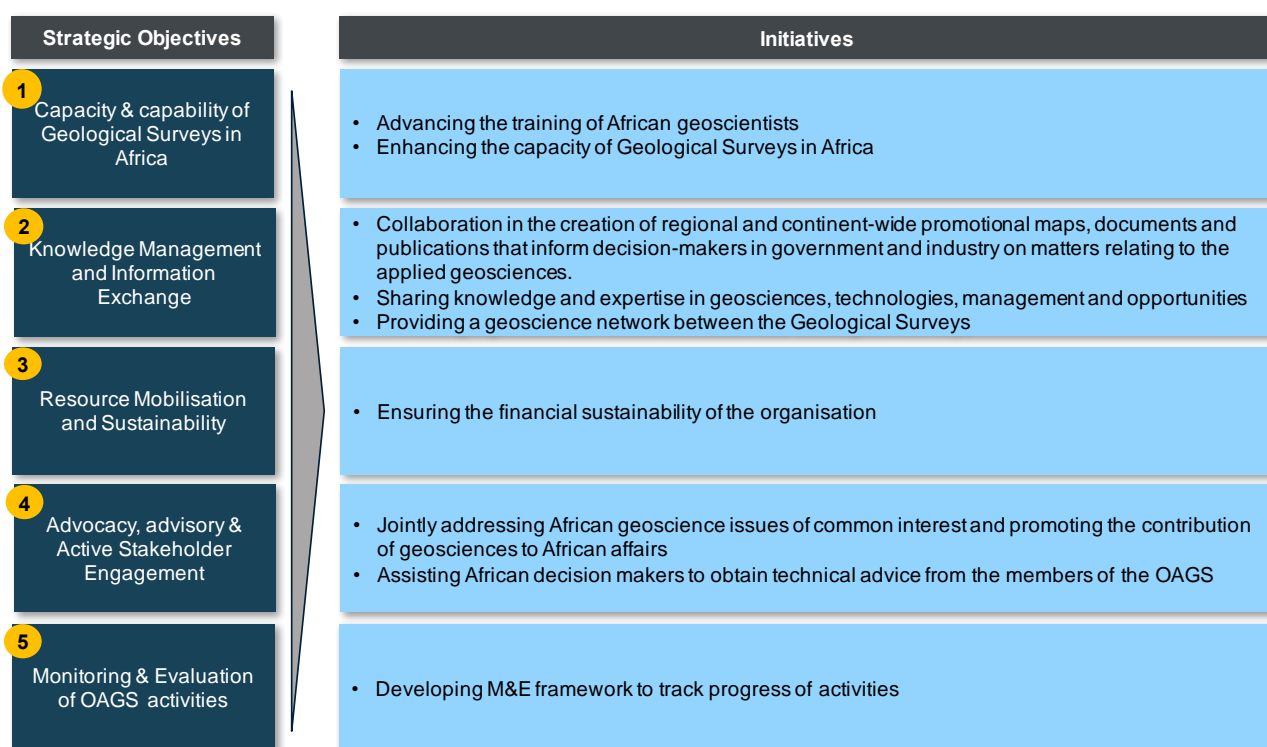 Strategic Objectives
Initiatives
1
Capacity & capability of
Geological Surveys in
Africa
• Advancing the training of African geoscientists
• Enhancing the capacity of Geological Surveys in Africa
2
Knowledge Management
and Information
Exchange
• Collaboration in the creation of regional and continent-wide promotional maps, documents and
publications that inform decision-makers in government and industry on matters relating to the
applied geosciences.
• Sharing knowledge and expertise in geosciences, technologies, management and opportunities
• Providing a geoscience network between the Geological Surveys
3
Resource Mobilisation
and Sustainability
• Ensuring the financial sustainability of the organisation
4
Advocacy, advisory &
Active Stakeholder
Engagement
• Jointly addressing African geoscience issues of common interest and promoting the contribution
of geosciences to African affairs
• Assisting African decision makers to obtain technical advice from the members of the OAGS
5
Monitoring & Evaluation
of OAGS activities
• Developing M&E framework to track progress of activities